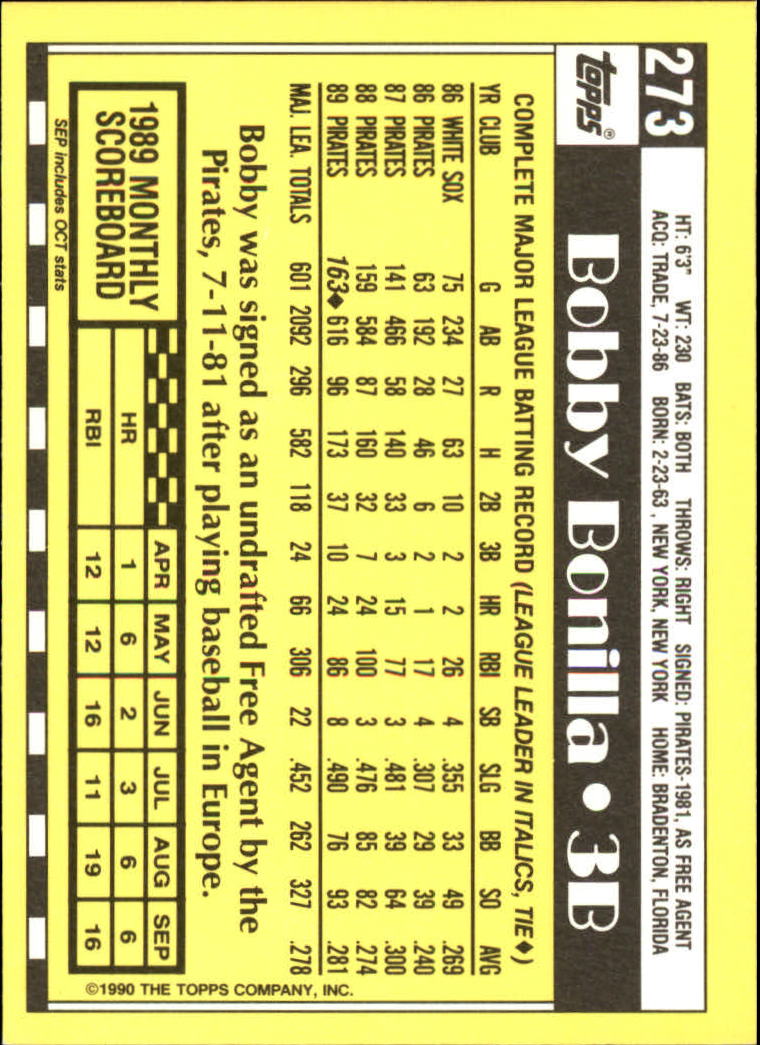 273
HT: 6'3" WT: 230 BATS: BOTH THROWS: RIGHT SIGNED: PIRATES-1981, AS FREE AGENT
ACQ: TRADE, 7-23-86 BORN: 2-23-63, NEW YORK, NEW YORK HOME: BRADENTON, FLORIDA
topps®
Bobby Bonilla • 3B
COMPLETE MAJOR LEAGUE BATTING RECORD (LEAGUE LEADER IN ITALICS, TIE♦)
YR CLUB G AB R H 2B 3B HR RBI SB SLG BB SO AVG
86 WHITE SOX 75 234 27 63 10 2 2 26 4 .355 33 49 .269
86 PIRATES 63 192 28 46 6 2 1 17 4 .307 29 39 .240
87 PIRATES 141 466 58 140 33 3 15 77 3 .481 39 64 .300
88 PIRATES 159 584 87 160 32 7 24 100 3 .476 85 82 .274
89 PIRATES 163♦ 616 96 173 37 10 24 86 8 .490 76 93 .281
MAJ. LEA. TOTALS 601 2092 296 582 118 24 66 306 22 .452 262 327 .278
Bobby was signed as an undrafted Free Agent by the
Pirates, 7-11-81 after playing baseball in Europe.
1989 MONTHLY
SCOREBOARD
APR MAY JUN JUL AUG SEP
HR 1 6 2 3 6 6
RBI 12 12 16 11 19 16
SEP includes OCT stats
©1990 THE TOPPS COMPANY, INC.